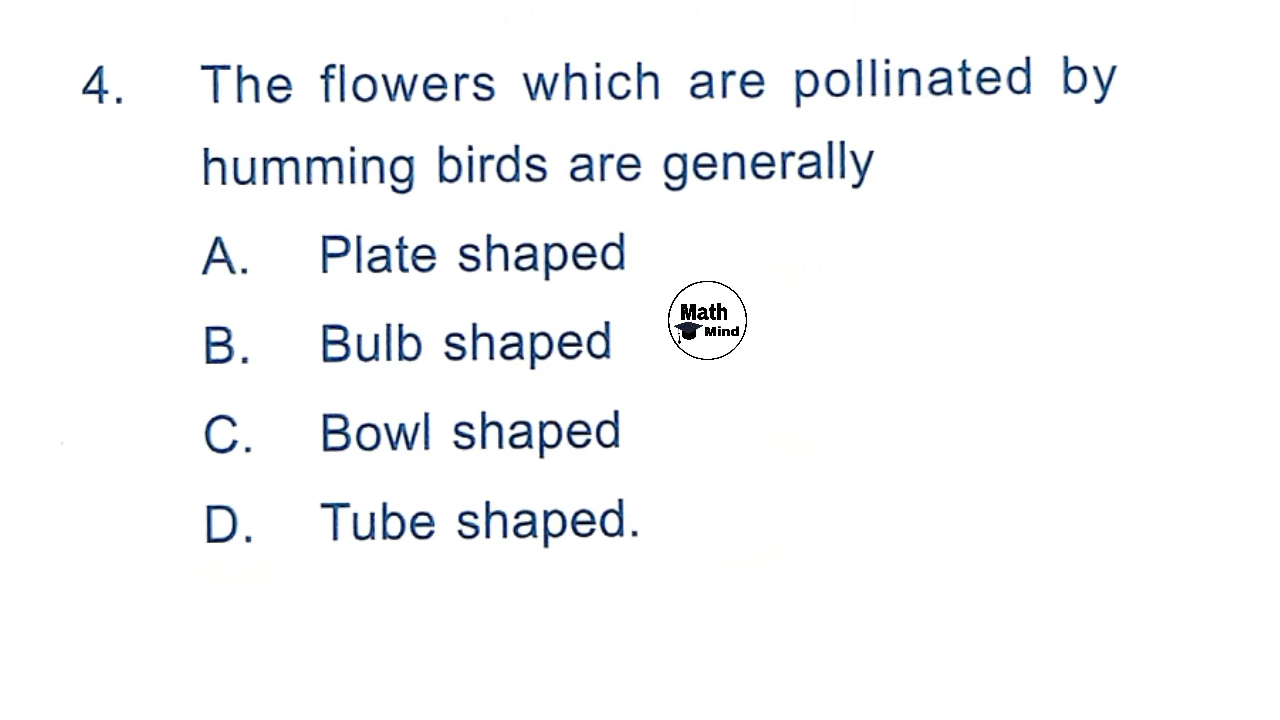 4. The flowers which are pollinated by
humming birds are generally
A. Plate shaped
Math
Mind
B. Bulb shaped
C. Bowl shaped
D. Tube shaped.